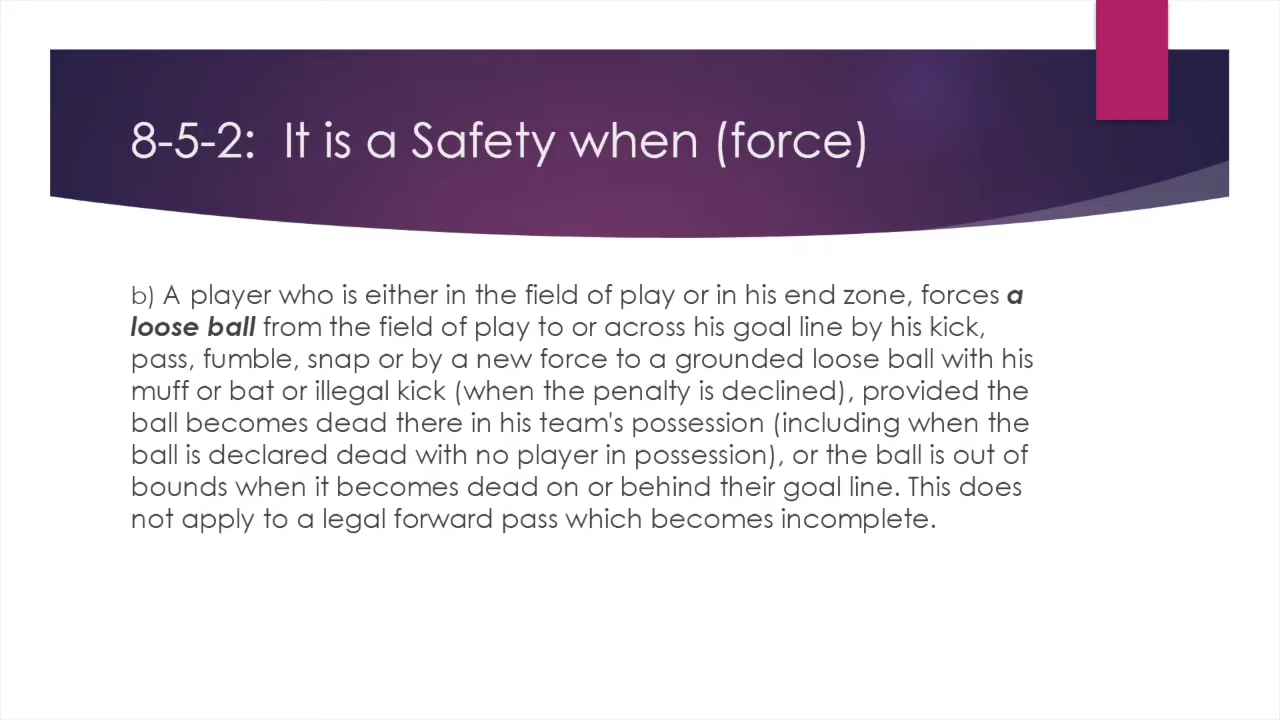 8-5-2:  It is a Safety when (force)
b) A player who is either in the field of play or in his end zone, forces a
loose ball from the field of play to or across his goal line by his kick,
pass, fumble, snap or by a new force to a grounded loose ball with his
muff or bat or illegal kick (when the penalty is declined), provided the
ball becomes dead there in his team's possession (including when the
ball is declared dead with no player in possession), or the ball is out of
bounds when it becomes dead on or behind their goal line. This does
not apply to a legal forward pass which becomes incomplete.